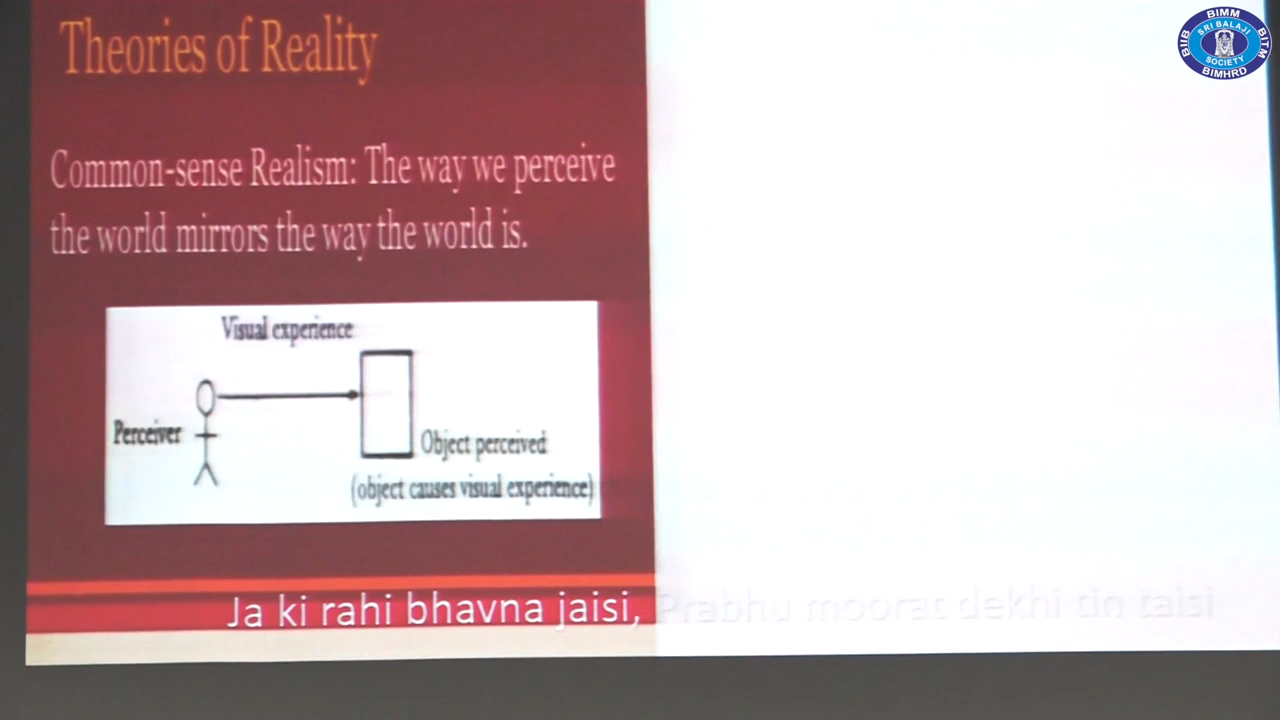 Theories of Reality
Common-sense Realism: The way we perceive
the world mirrors the way the world is.
Visual experience
Perceiver
Object perceived
(object causes visual experience)
Ja ki rahi bhavna jaisi, Prabhu moorat dekhi tin taisi
BIMM
BIIB
SRI BALAJI
SOCIETY
BITM
BIMHRD